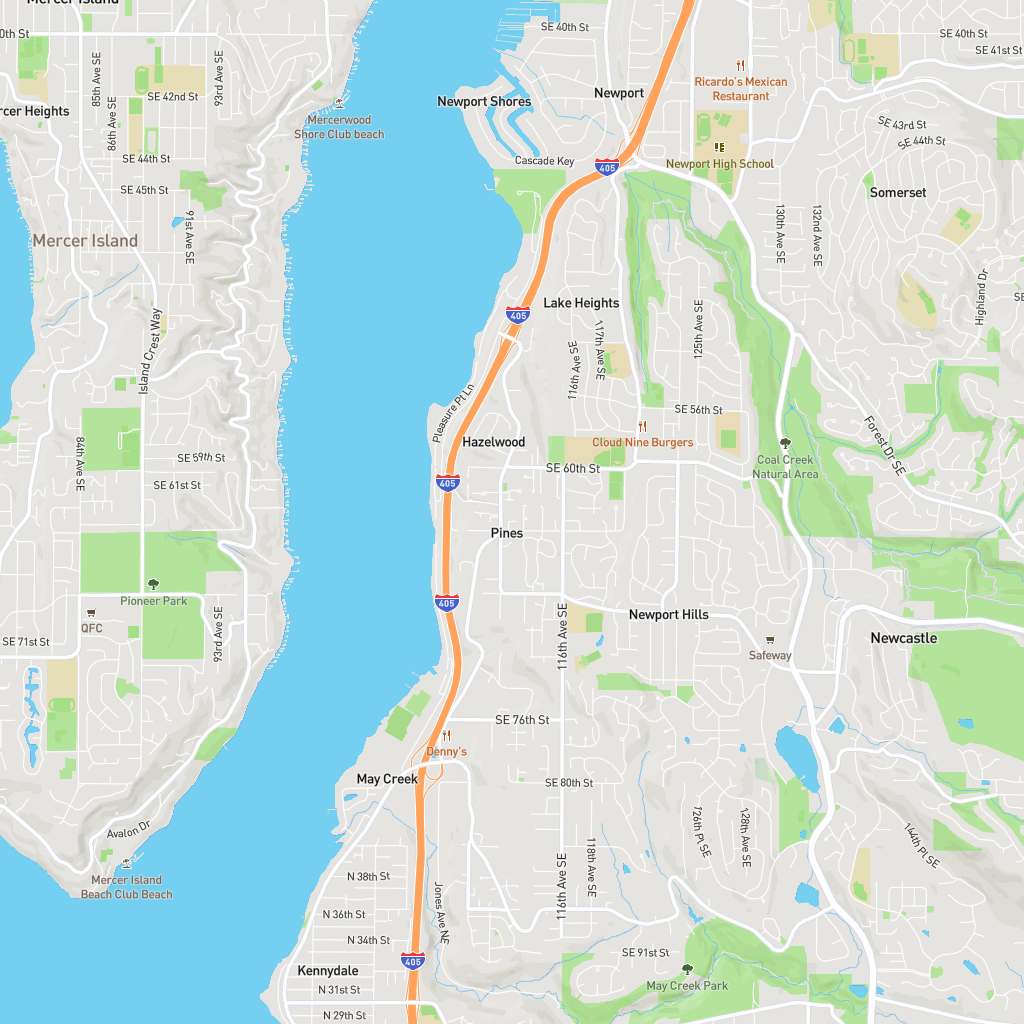 Mercer Island
0th St
SE 40th St
SE 40th St
SE 41st St
85th Ave SE
93rd Ave SE
Ricardo's Mexican
Restaurant
Newport
SE 42nd St
Newport Shores
86th Ave SE
rcer Heights
Mercerwood
Shore Club beach
SE 43rd St
SE 44th St
SE 44th St
Cascade Key
405
Newport High School
SE 45th St
Somerset
91st Ave SE
130th Ave SE
132nd Ave SE
Mercer Island
Highland Dr
SE
Lake Heights
405
125th Ave SE
117th Ave SE
116th Ave SE
Island Crest Way
Pleasure Pt Ln
SE 56th St
84th Ave SE
Hazelwood
Cloud Nine Burgers
Forest Dr SE
SE 59th St
Coal Creek
Natural Area
SE 60th St
SE 61st St
405
Pines
Pioneer Park
405
Newport Hills
QFC
93rd Ave SE
116th Ave SE
SE 71st St
Newcastle
Safeway
SE 76th St
Denny's
May Creek
SE 80th St
Avalon Dr
126th Pl SE
128th Ave SE
144th Pl SE
118th Ave SE
116th Ave SE
Mercer Island
Beach Club Beach
N 38th St
Jones Ave NE
N 36th St
N 34th St
SE 91st St
405
Kennydale
May Creek Park
N 31st St
N 29th St